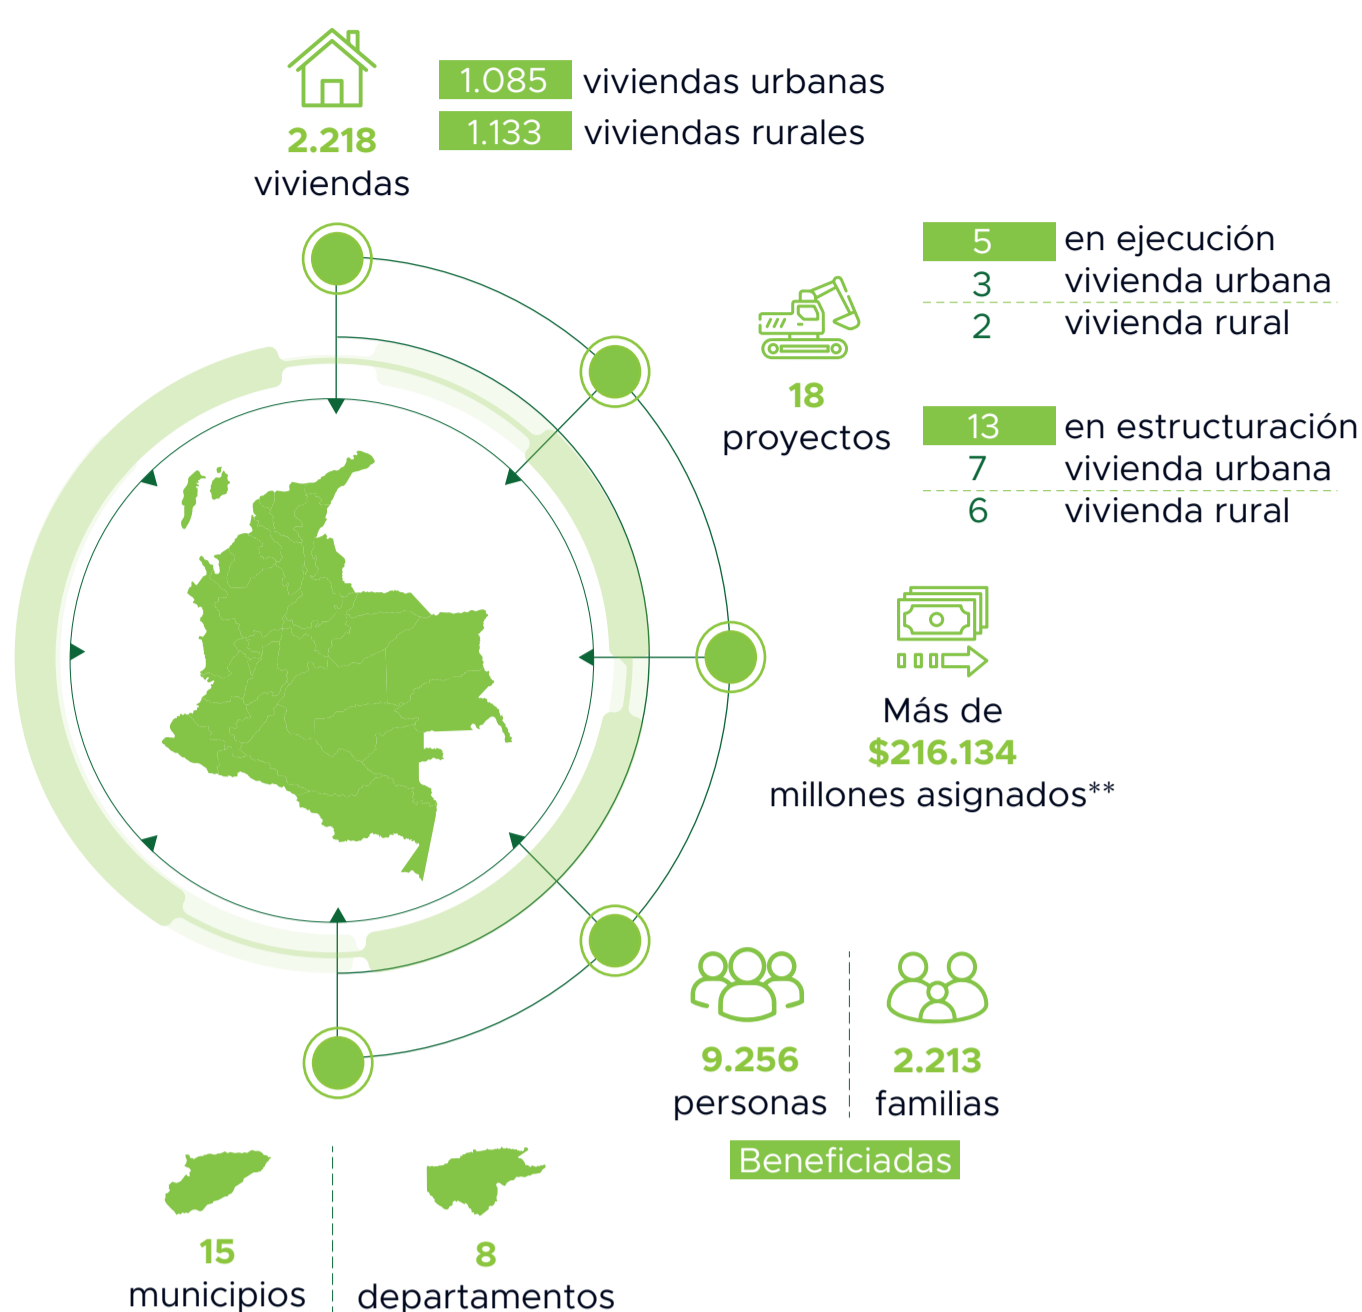 2.218
viviendas
1.085 viviendas urbanas
1.133 viviendas rurales
18
proyectos
5 en ejecución
3 vivienda urbana
2 vivienda rural
13 en estructuración
7 vivienda urbana
6 vivienda rural
Más de
$216.134
millones asignados**
9.256
personas
2.213
familias
Beneficiadas
15
municipios
8
departamentos